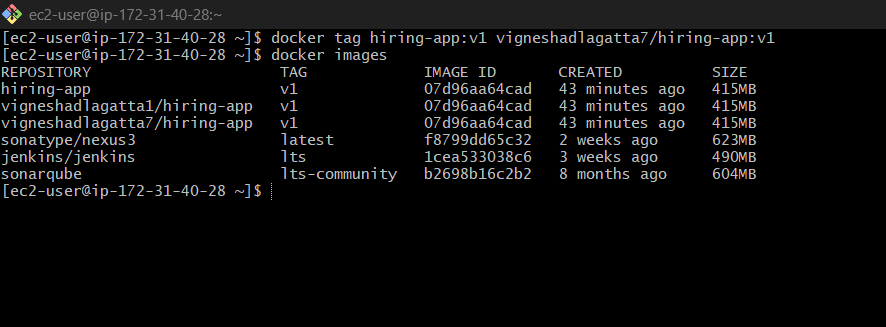 ec2-user@ip-172-31-40-28:~
[ec2-user@ip-172-31-40-28 ~]$ docker tag hiring-app:v1 vigneshadlagatta7/hiring-app:v1
[ec2-user@ip-172-31-40-28 ~]$ docker images
REPOSITORY TAG IMAGE ID CREATED SIZE
hiring-app v1 07d96aa64cad 43 minutes ago 415MB
vigneshadlagatta1/hiring-app v1 07d96aa64cad 43 minutes ago 415MB
vigneshadlagatta7/hiring-app v1 07d96aa64cad 43 minutes ago 415MB
sonatype/nexus3 latest f8799dd65c32 2 weeks ago 623MB
jenkins/jenkins lts 1cea533038c6 3 weeks ago 490MB
sonarqube lts-community b2698b16c2b2 8 months ago 604MB
[ec2-user@ip-172-31-40-28 ~]$